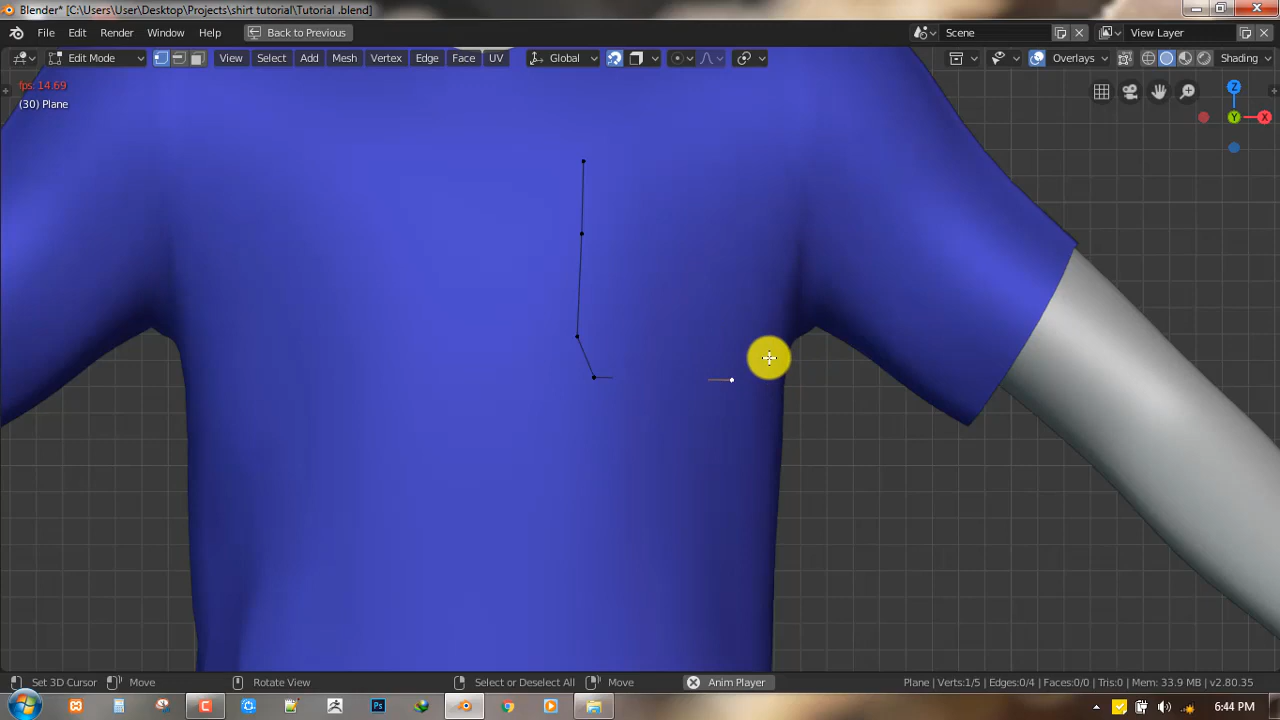 Blender* [C:\Users\User\Desktop\Projects\shirt tutorial\Tutorial .blend]
File Edit Render Window Help Back to Previous Scene View Layer
Edit Mode View Select Add Mesh Vertex Edge Face UV Global Overlays Shading
fps: 14.69
(30) Plane
Z
Y
X
Set 3D Cursor Move Rotate View Select or Deselect All Move Anim Player Plane | Verts:1/5 | Edges:0/4 | Faces:0/0 | Tris:0 | Mem: 33.9 MB | v2.80.35
Ps
6:44 PM